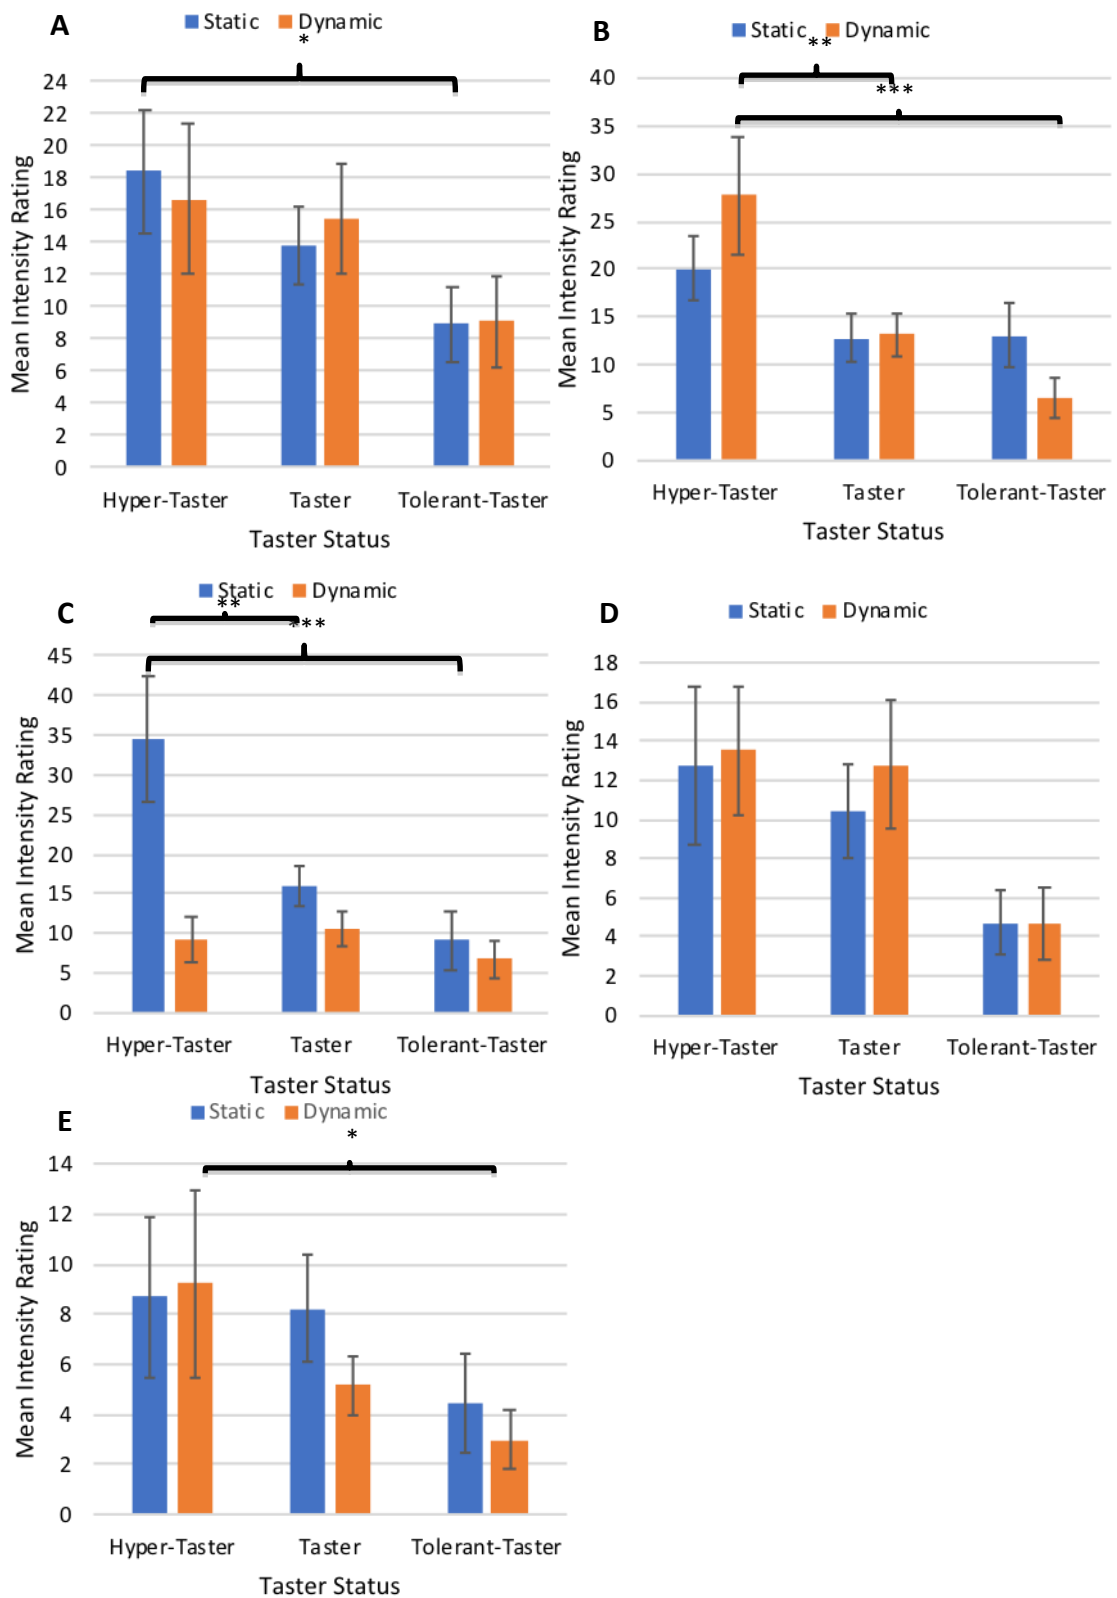 A
Static Dynamic
*
24
22
20
18
16
14
12
10
8
6
4
2
0
Mean Intensity Rating
Hyper-Taster Taster Tolerant-Taster
Taster Status
B
Static Dynamic
**
***
40
35
30
25
20
15
10
5
0
Mean Intensity Rating
Hyper-Taster Taster Tolerant-Taster
Taster Status
C
Static Dynamic
**
***
45
40
35
30
25
20
15
10
5
0
Mean Intensity Rating
Hyper-Taster Taster Tolerant-Taster
Taster Status
D
Static Dynamic
18
16
14
12
10
8
6
4
2
0
Mean Intensity Rating
Hyper-Taster Taster Tolerant-Taster
Taster Status
E
Static Dynamic
*
14
12
10
8
6
4
2
0
Mean Intensity Rating
Hyper-Taster Taster Tolerant-Taster
Taster Status